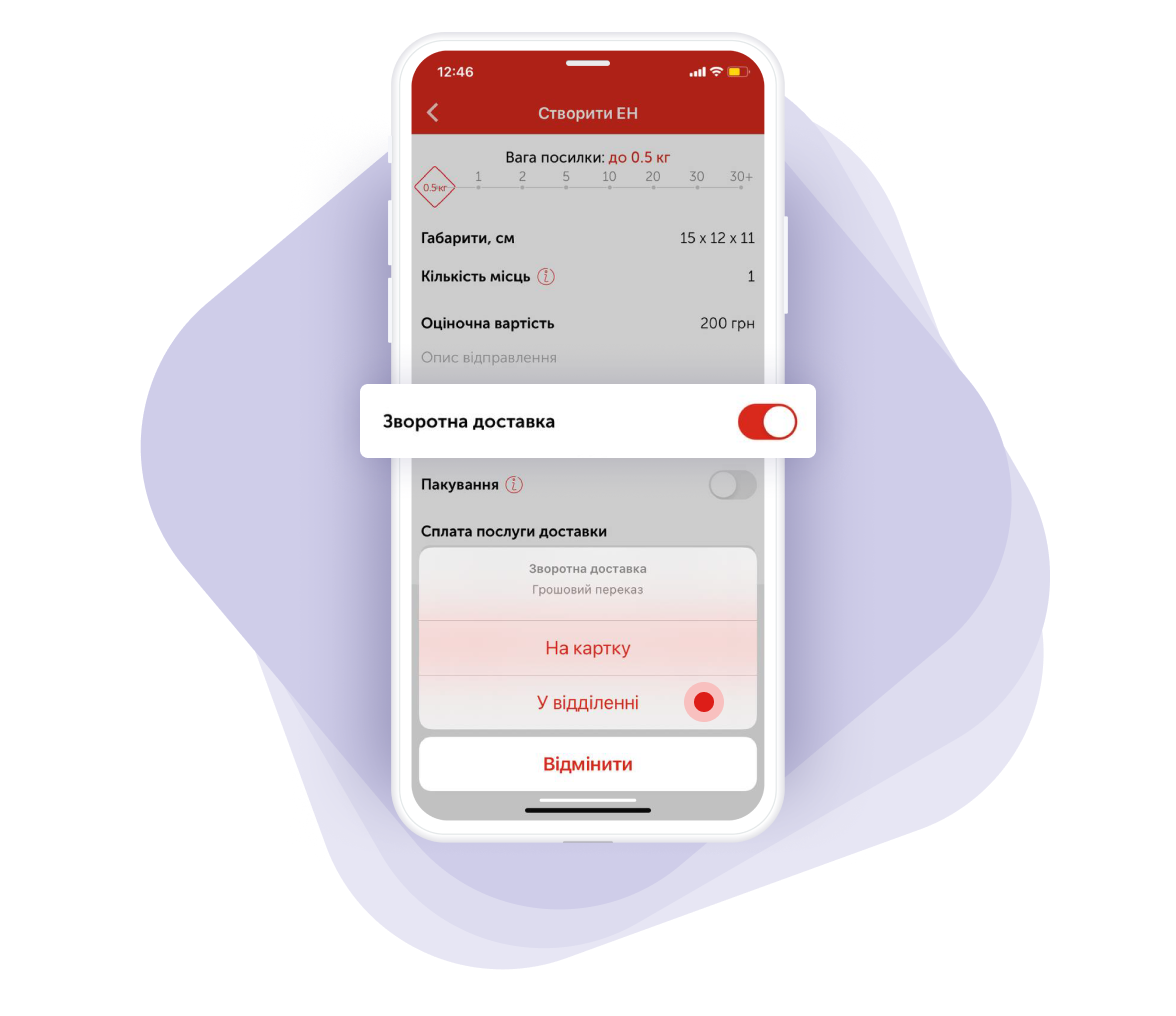 12:46
Створити ЕН
Вага посилки: до 0.5 кг
0.5 кг 1 2 5 10 20 30 30+
Габарити, см 15 x 12 x 11
Кількість місць i 1
Оціночна вартість 200 грн
Опис відправлення
Зворотна доставка
Пакування i
Сплата послуги доставки
Зворотна доставка
Грошовий переказ
На картку
У відділенні
Відмінити